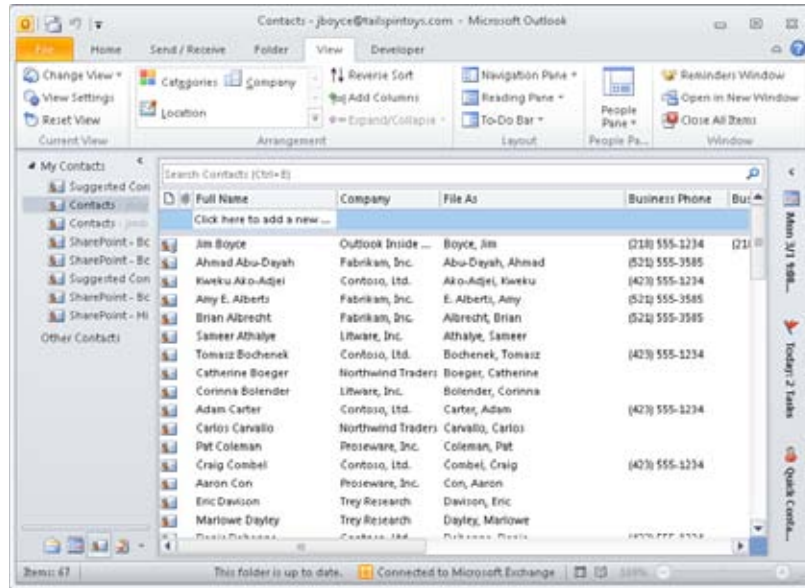 Contacts - jboyce@tailspintoys.com - Microsoft Outlook
File Home Send / Receive Folder View Developer
Change View Categories Company Reverse Sort Navigation Pane Reminders Window
View Settings Location Add Columns Reading Pane People Pane Open in New Window
Reset View Expand/Collapse To-Do Bar Close All Items
Current View Arrangement Layout People Pa... Window
My Contacts
Suggested Con
Contacts
Contacts
SharePoint - Bc
SharePoint - Bc
Suggested Con
SharePoint - Bc
SharePoint - Hi
Other Contacts
Search Contacts (Ctrl+E)
Full Name Company File As Business Phone Bus
Click here to add a new ...
Jim Boyce Outlook Inside ... Boyce, Jim (218) 555-1234 (218
Ahmad Abu-Dayah Fabrikam, Inc. Abu-Dayah, Ahmad (521) 555-3585
Kweku Ako-Adjei Contoso, Ltd. Ako-Adjei, Kweku (423) 555-1234
Amy E. Alberts Fabrikam, Inc. E. Alberts, Amy (521) 555-3585
Brian Albrecht Fabrikam, Inc. Albrecht, Brian (521) 555-3585
Sameer Athalye Litware, Inc. Athalye, Sameer
Tomasz Bochenek Contoso, Ltd. Bochenek, Tomasz (423) 555-1234
Catherine Boeger Northwind Traders Boeger, Catherine
Corinna Bolender Litware, Inc. Bolender, Corinna
Adam Carter Contoso, Ltd. Carter, Adam (423) 555-1234
Carlos Carvallo Northwind Traders Carvallo, Carlos
Pat Coleman Proseware, Inc. Coleman, Pat
Craig Combel Contoso, Ltd. Combel, Craig (423) 555-1234
Aaron Con Proseware, Inc. Con, Aaron
Eric Davison Trey Research Davison, Eric
Marlowe Dayley Trey Research Dayley, Marlowe
Mon 3/1 9:00...
Today: 2 Tasks
Quick Conta...
Items: 67 This folder is up to date. Connected to Microsoft Exchange